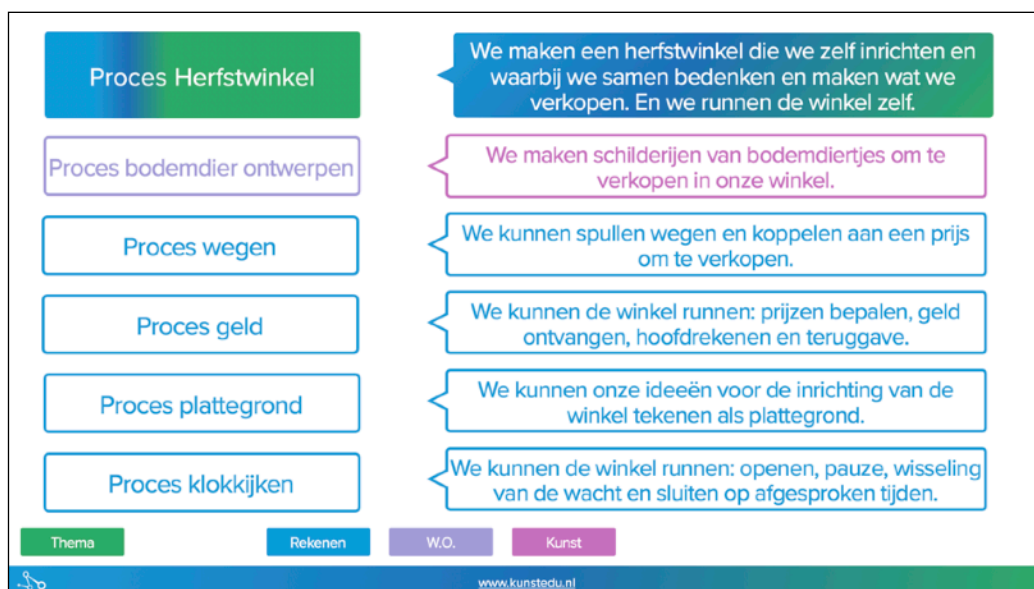 Proces Herfstwinkel
We maken een herfstwinkel die we zelf inrichten en
waarbij we samen bedenken en maken wat we
verkopen. En we runnen de winkel zelf.
Proces bodemdier ontwerpen
We maken schilderijen van bodemdiertjes om te
verkopen in onze winkel.
Proces wegen
We kunnen spullen wegen en koppelen aan een prijs
om te verkopen.
Proces geld
We kunnen de winkel runnen: prijzen bepalen, geld
ontvangen, hoofdrekenen en teruggave.
Proces plattegrond
We kunnen onze ideeën voor de inrichting van de
winkel tekenen als plattegrond.
Proces klokkijken
We kunnen de winkel runnen: openen, pauze, wisseling
van de wacht en sluiten op afgesproken tijden.
Thema
Rekenen
W.O.
Kunst
www.kunstedu.nl